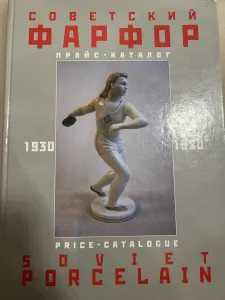 СОВЕТСКИЙ
ФАРФОР
ПРАЙС-КАТАЛОГ
1930
PRICE-CATALOGUE
SOVIET
PORCELAIN